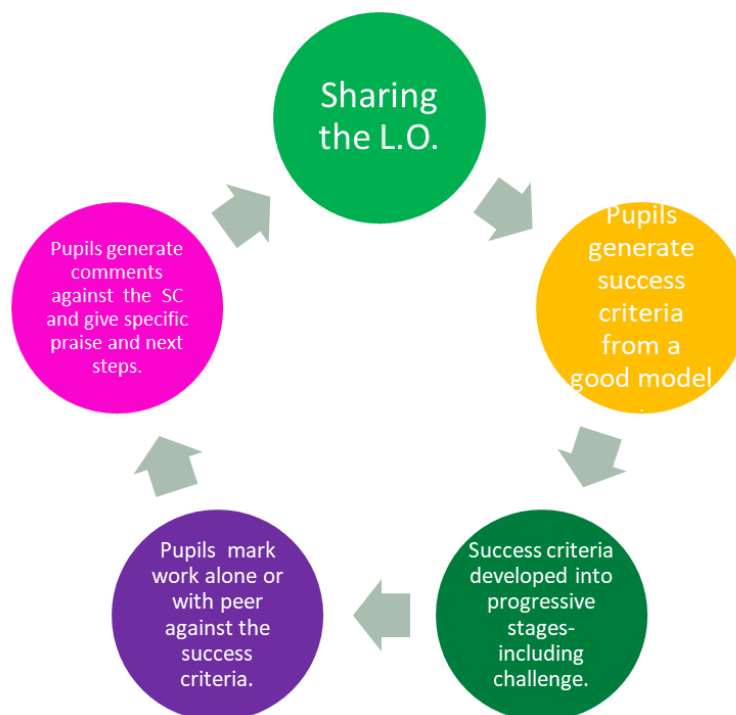 Sharing
the L.O.
Pupils
generate
success
criteria
from a
good model
.
Success criteria
developed into
progressive
stages-
including
challenge.
Pupils mark
work alone or
with peer
against the
success
criteria.
Pupils generate
comments
against the SC
and give specific
praise and next
steps.